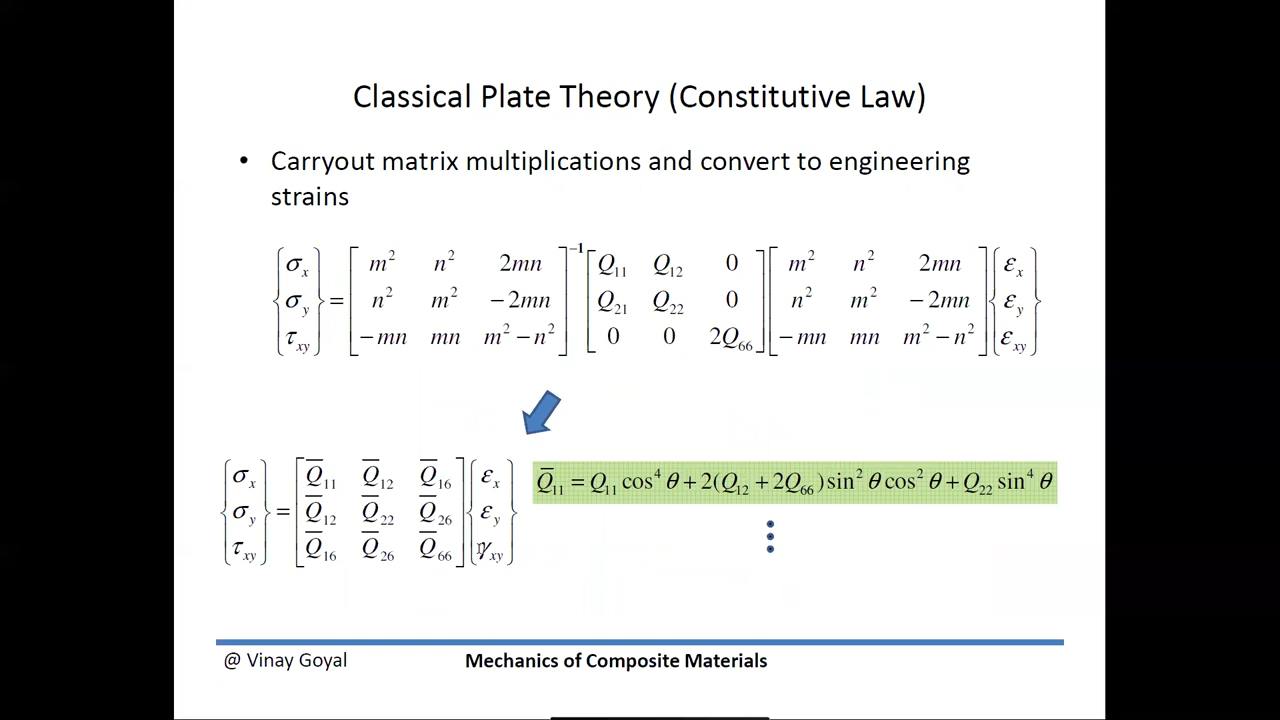 Classical Plate Theory (Constitutive Law)
• Carryout matrix multiplications and convert to engineering
strains
{σx, σy, τxy} = [m² n² 2mn; n² m² −2mn; −mn mn m²−n²]⁻¹ [Q11 Q12 0; Q21 Q22 0; 0 0 2Q66] [m² n² 2mn; n² m² −2mn; −mn mn m²−n²] {εx, εy, εxy}
{σx, σy, τxy} = [Q̅11 Q̅12 Q̅16; Q̅12 Q̅22 Q̅26; Q̅16 Q̅26 Q̅66] {εx, εy, γxy}
Q̅11 = Q11 cos⁴ θ + 2(Q12 + 2Q66) sin² θ cos² θ + Q22 sin⁴ θ
@ Vinay Goyal
Mechanics of Composite Materials